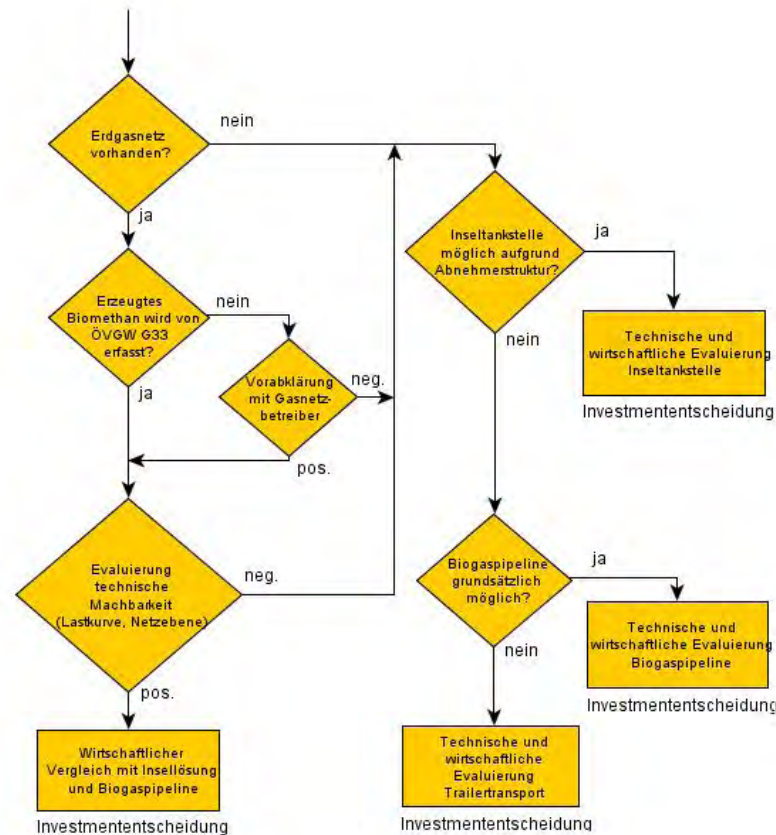 nein
Erdgasnetz
vorhanden?
ja
Erzeugtes
Biomethan wird von
ÖVGW G33
erfasst?
nein
ja
Vorabklärung
mit Gasnetz-
betreiber
neg.
pos.
Evaluierung
technische
Machbarkeit
(Lastkurve, Netzebene)
neg.
pos.
Wirtschaftlicher
Vergleich mit Insellösung
und Biogaspipeline
Investmententscheidung
Inseltankstelle
möglich aufgrund
Abnehmerstruktur?
ja
nein
Technische und
wirtschaftliche Evaluierung
Inseltankstelle
Investmententscheidung
Biogaspipeline
grundsätzlich
möglich?
ja
nein
Technische und
wirtschaftliche Evaluierung
Biogaspipeline
Investmententscheidung
Technische und
wirtschaftliche
Evaluierung
Trailertransport
Investmententscheidung